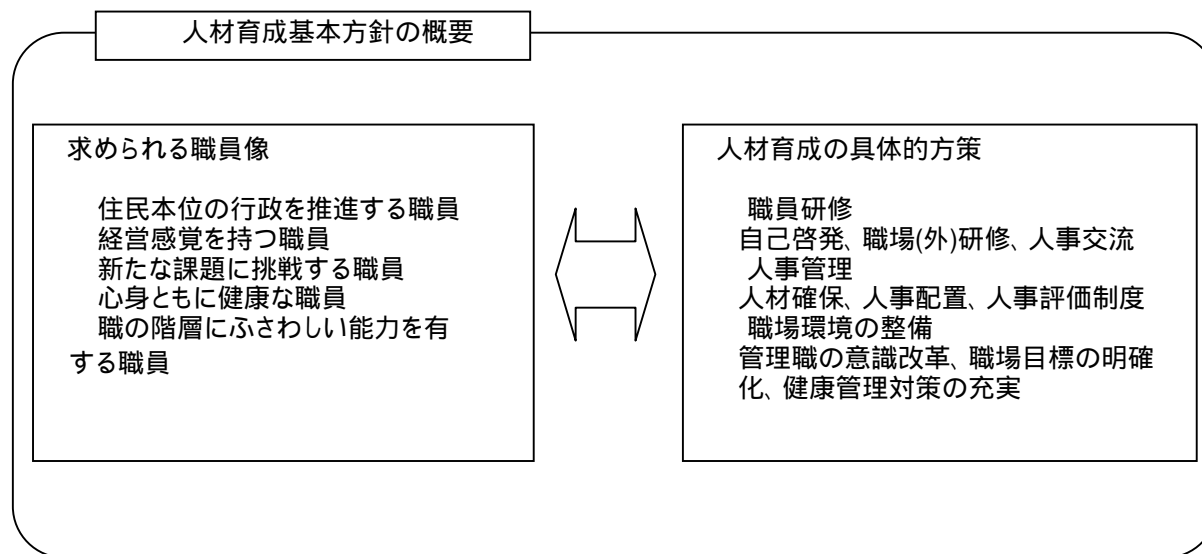 人材育成基本方針の概要
求められる職員像
住民本位の行政を推進する職員
経営感覚を持つ職員
新たな課題に挑戦する職員
心身ともに健康な職員
職の階層にふさわしい能力を有
する職員
人材育成の具体的方策
職員研修
自己啓発、職場(外)研修、人事交流
人事管理
人材確保、人事配置、人事評価制度
職場環境の整備
管理職の意識改革、職場目標の明確
化、健康管理対策の充実